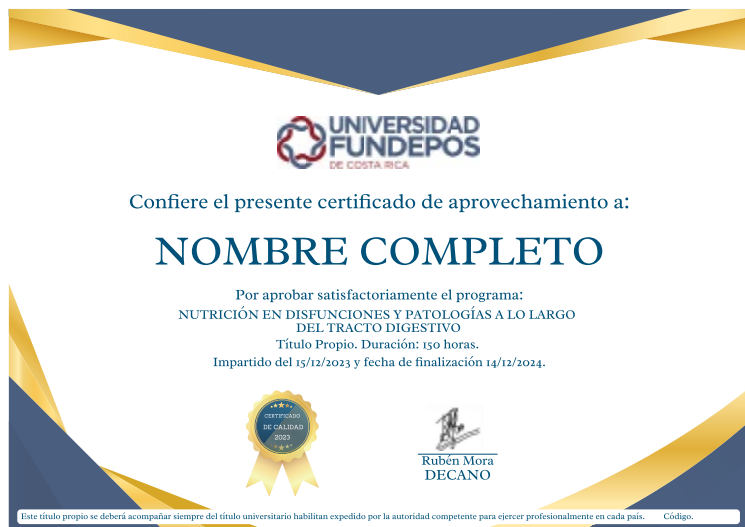 UNIVERSIDAD
FUNDEPOS
DE COSTA RICA
Confiere el presente certificado de aprovechamiento a:
NOMBRE COMPLETO
Por aprobar satisfactoriamente el programa:
NUTRICIÓN EN DISFUNCIONES Y PATOLOGÍAS A LO LARGO
DEL TRACTO DIGESTIVO
Título Propio. Duración: 150 horas.
Impartido del 15/12/2023 y fecha de finalización 14/12/2024.
CERTIFICADO
DE CALIDAD
2023
Rubén Mora
DECANO
Este título propio se deberá acompañar siempre del título universitario habilitan expedido por la autoridad competente para ejercer profesionalmente en cada país. Código.